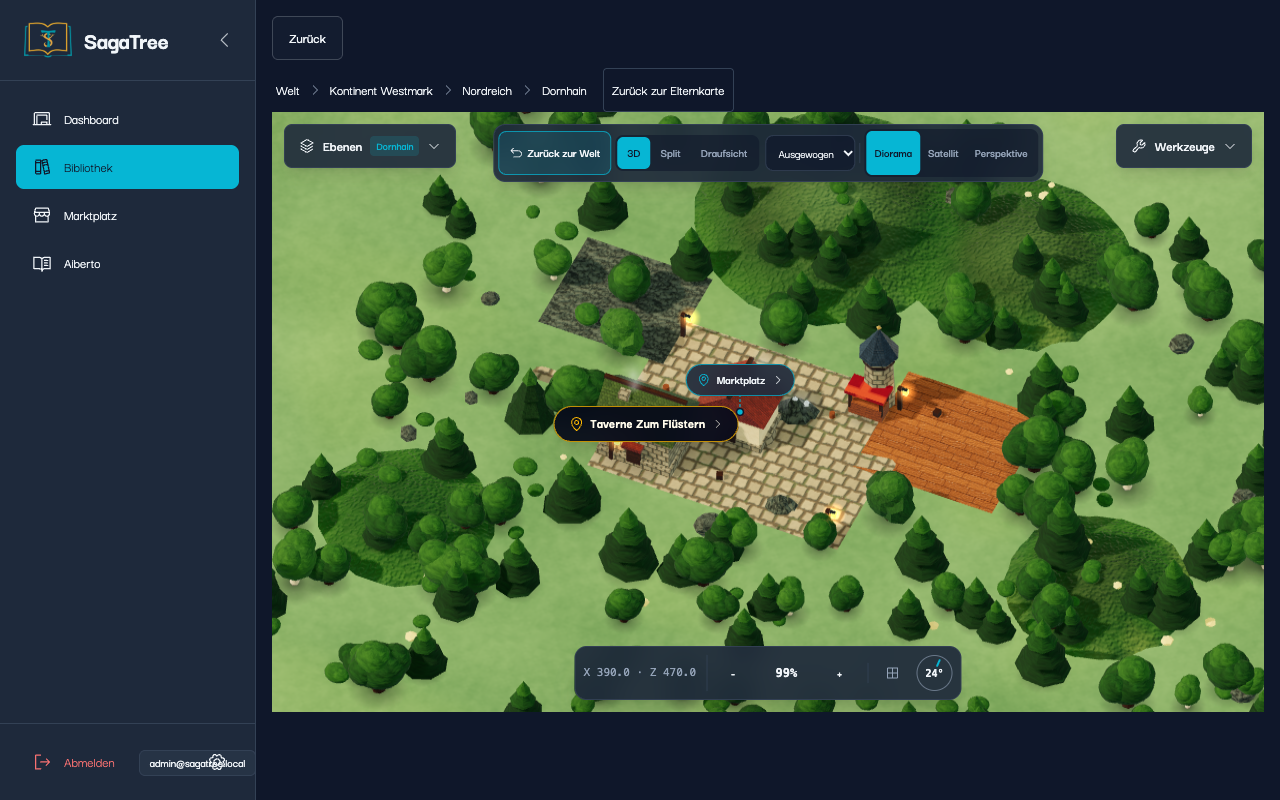 SagaTree
Dashboard
Bibliothek
Marktplatz
Alberto
Abmelden
Zurück
Welt
Kontinent Westmark
Nordreich
Dornhain
Zurück zur Elternkarte
Ebenen
Dornhain
Zurück zur Welt
3D
Split
Draufsicht
Ausgewogen
Diorama
Satellit
Perspektive
Werkzeuge
Marktplatz
Taverne Zum Flüstern
X 390.0 · Z 470.0
-
99%
+
24°